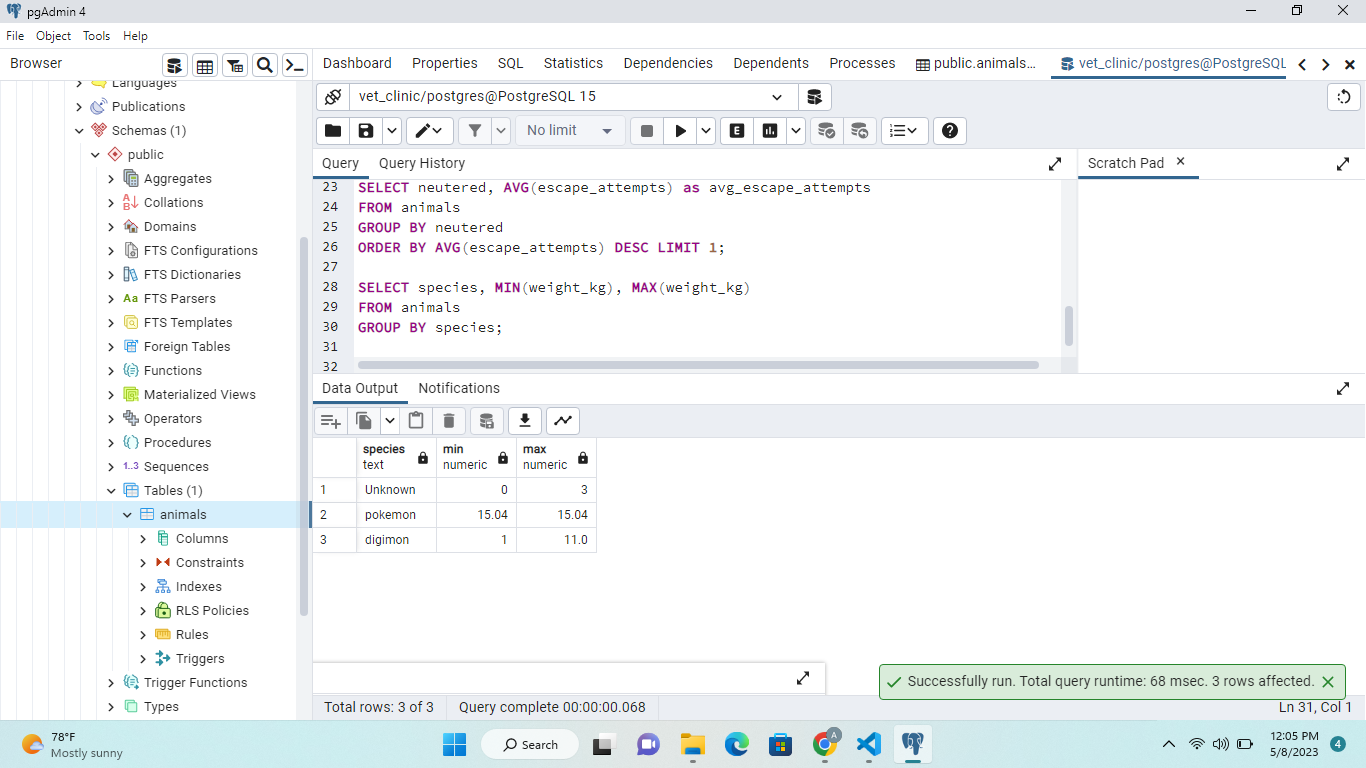 pgAdmin 4
File Object Tools Help
Browser
Dashboard Properties SQL Statistics Dependencies Dependents Processes public.animals... vet_clinic/postgres@PostgreSQL
Languages
Publications
Schemas (1)
public
Aggregates
Collations
Domains
FTS Configurations
FTS Dictionaries
Aa FTS Parsers
FTS Templates
Foreign Tables
Functions
Materialized Views
Operators
Procedures
1..3 Sequences
Tables (1)
animals
Columns
Constraints
Indexes
RLS Policies
Rules
Triggers
Trigger Functions
Types
vet_clinic/postgres@PostgreSQL 15
No limit
E
Query Query History
Scratch Pad
23 SELECT neutered, AVG(escape_attempts) as avg_escape_attempts
24 FROM animals
25 GROUP BY neutered
26 ORDER BY AVG(escape_attempts) DESC LIMIT 1;
27
28 SELECT species, MIN(weight_kg), MAX(weight_kg)
29 FROM animals
30 GROUP BY species;
31
32
Data Output Notifications
species min max
text numeric numeric
1 Unknown 0 3
2 pokemon 15.04 15.04
3 digimon 1 11.0
Successfully run. Total query runtime: 68 msec. 3 rows affected.
Total rows: 3 of 3 Query complete 00:00:00.068 Ln 31, Col 1
78°F
Mostly sunny
Search
A
12:05 PM
5/8/2023
4